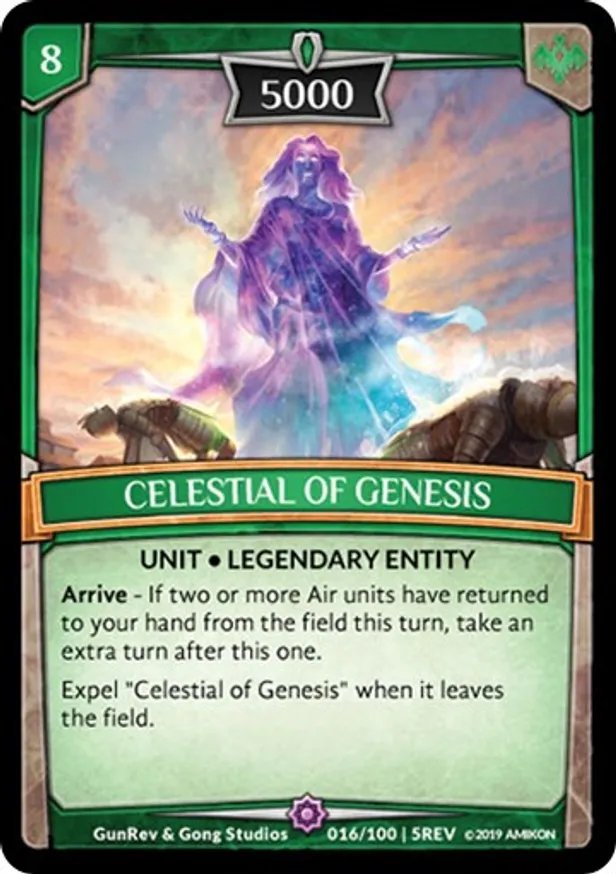 8
5000
CELESTIAL OF GENESIS
UNIT • LEGENDARY ENTITY
Arrive - If two or more Air units have returned
to your hand from the field this turn, take an
extra turn after this one.
Expel "Celestial of Genesis" when it leaves
the field.
GunRev & Gong Studios 016/100 | 5REV ©2019 AMIKON